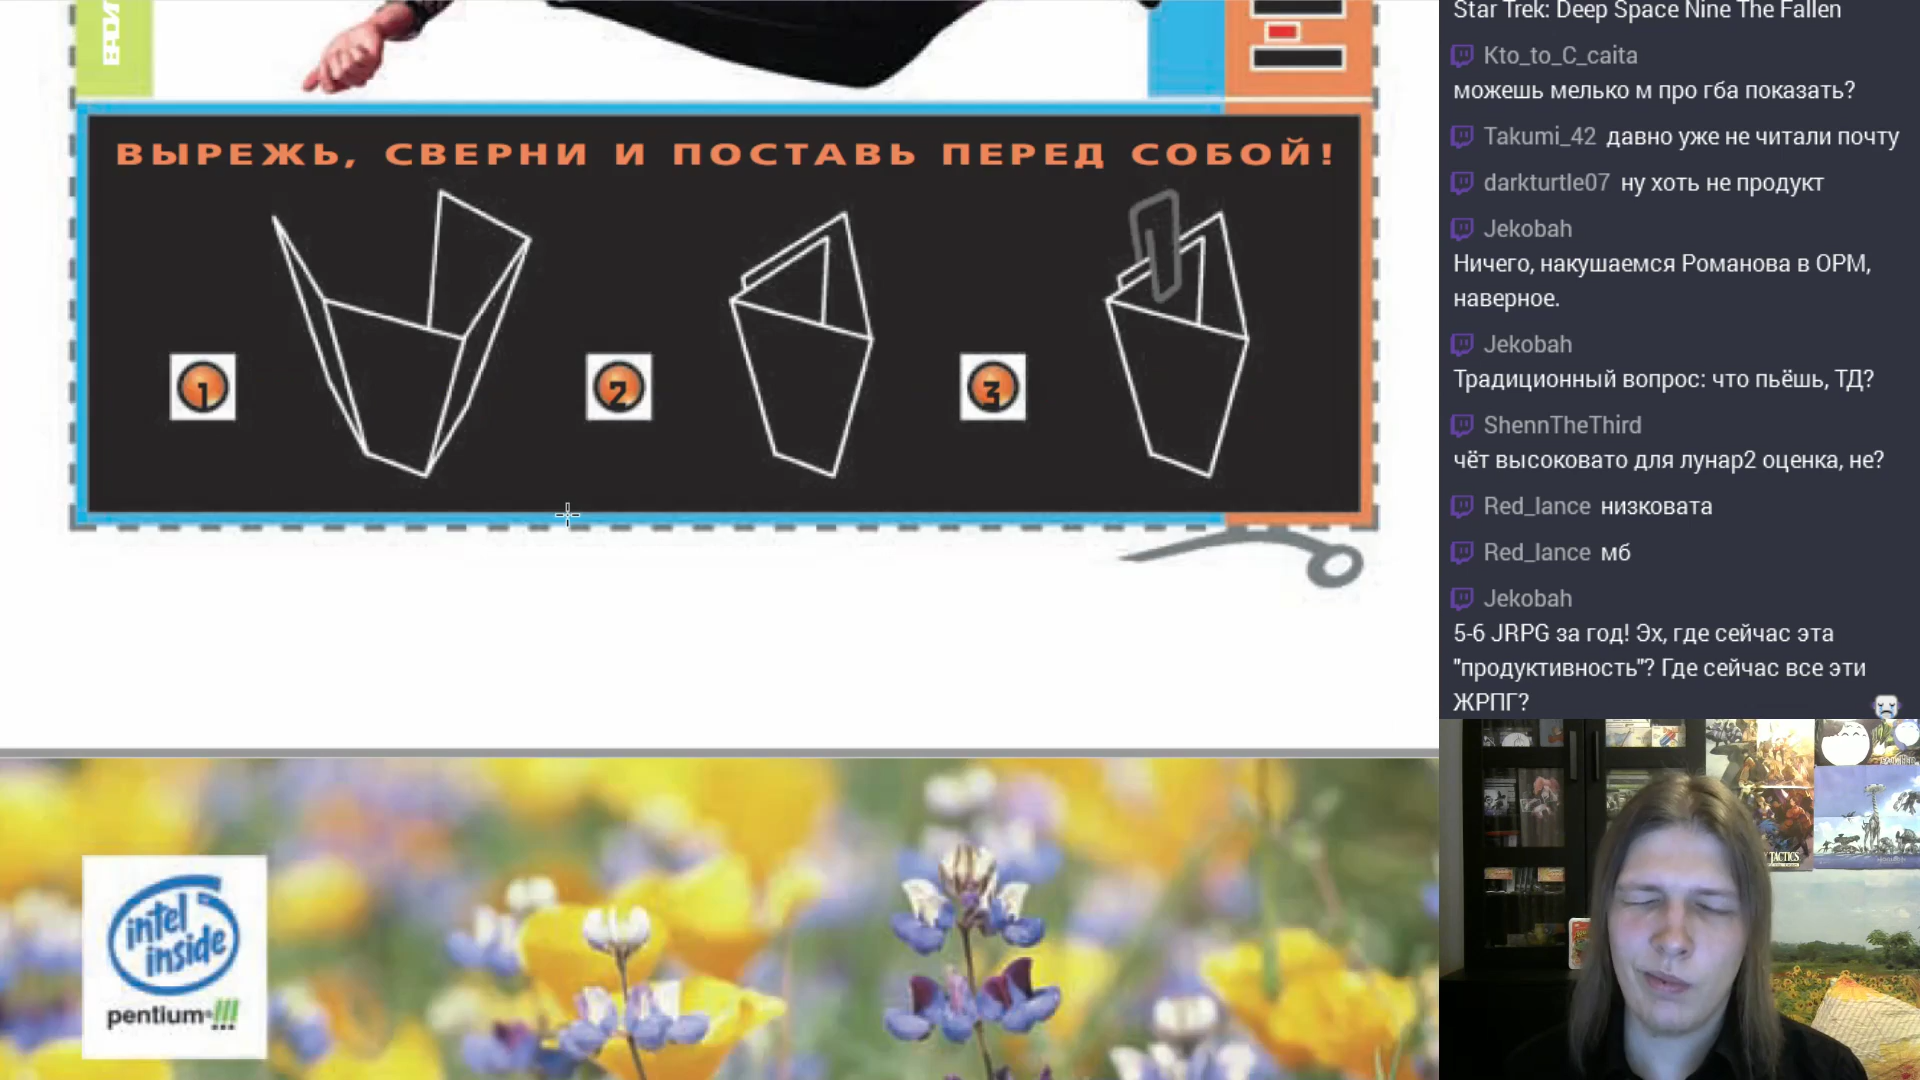 ВЫРЕЖЬ, СВЕРНИ И ПОСТАВЬ ПЕРЕД СОБОЙ!
1
2
3
intel
inside
pentium !!!
Star Trek: Deep Space Nine The Fallen
Kto_to_C_caita
можешь мелько м про гба показать?
Takumi_42 давно уже не читали почту
darkturtle07 ну хоть не продукт
Jekobah
Ничего, накушаемся Романова в ОРМ,
наверное.
Jekobah
Традиционный вопрос: что пьёшь, ТД?
ShennTheThird
чёт высоковато для лунар2 оценка, не?
Red_lance низковата
Red_lance мб
Jekobah
5-6 JRPG за год! Эх, где сейчас эта
"продуктивность"? Где сейчас все эти
ЖРПГ?
TACTICS